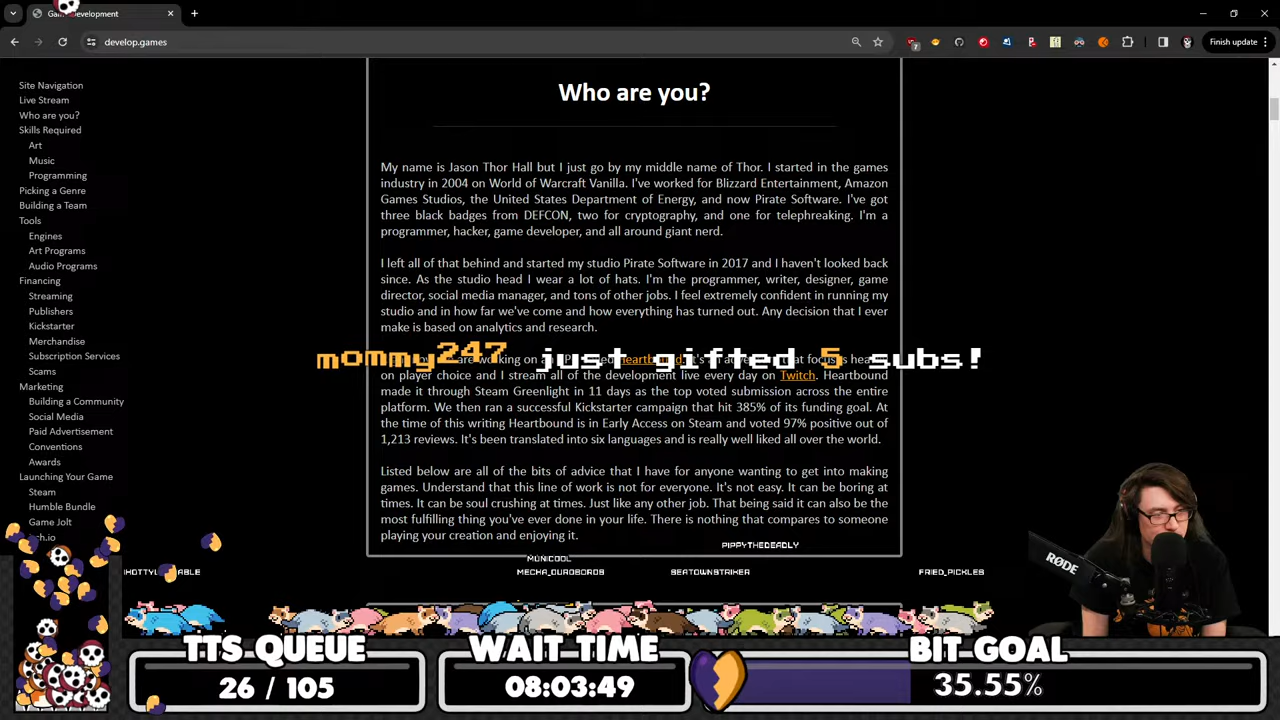 Finish update
develop.games
7
Site Navigation
Live Stream
Who are you?
Skills Required
Art
Music
Programming
Picking a Genre
Building a Team
Tools
Engines
Art Programs
Audio Programs
Financing
Streaming
Publishers
Kickstarter
Merchandise
Subscription Services
Scams
Marketing
Building a Community
Social Media
Paid Advertisement
Conventions
Awards
Launching Your Game
Steam
Humble Bundle
Game Jolt
Who are you?
My name is Jason Thor Hall but I just go by my middle name of Thor. I started in the games
industry in 2004 on World of Warcraft Vanilla. I've worked for Blizzard Entertainment, Amazon
Games Studios, the United States Department of Energy, and now Pirate Software. I've got
three black badges from DEFCON, two for cryptography, and one for telephreaking. I'm a
programmer, hacker, game developer, and all around giant nerd.
I left all of that behind and started my studio Pirate Software in 2017 and I haven't looked back
since. As the studio head I wear a lot of hats. I'm the programmer, writer, designer, game
director, social media manager, and tons of other jobs. I feel extremely confident in running my
studio and in how far we've come and how everything has turned out. Any decision that I ever
make is based on analytics and research.
mommy247 just gifted 5 subs!
on player choice and I stream all of the development live every day on Twitch. Heartbound
made it through Steam Greenlight in 11 days as the top voted submission across the entire
platform. We then ran a successful Kickstarter campaign that hit 385% of its funding goal. At
the time of this writing Heartbound is in Early Access on Steam and voted 97% positive out of
1,213 reviews. It's been translated into six languages and is really well liked all over the world.
Listed below are all of the bits of advice that I have for anyone wanting to get into making
games. Understand that this line of work is not for everyone. It's not easy. It can be boring at
times. It can be soul crushing at times. Just like any other job. That being said it can also be the
most fulfilling thing you've ever done in your life. There is nothing that compares to someone
playing your creation and enjoying it.
PIPPYTHEDEADLY
MUNICOOL
MECHA_OUROBOROS
SEATOWNSTRIKER
FRIED_PICKLES
RØDE
TTS QUEUE
26 / 105
WAIT TIME
08:03:49
BIT GOAL
35.55%